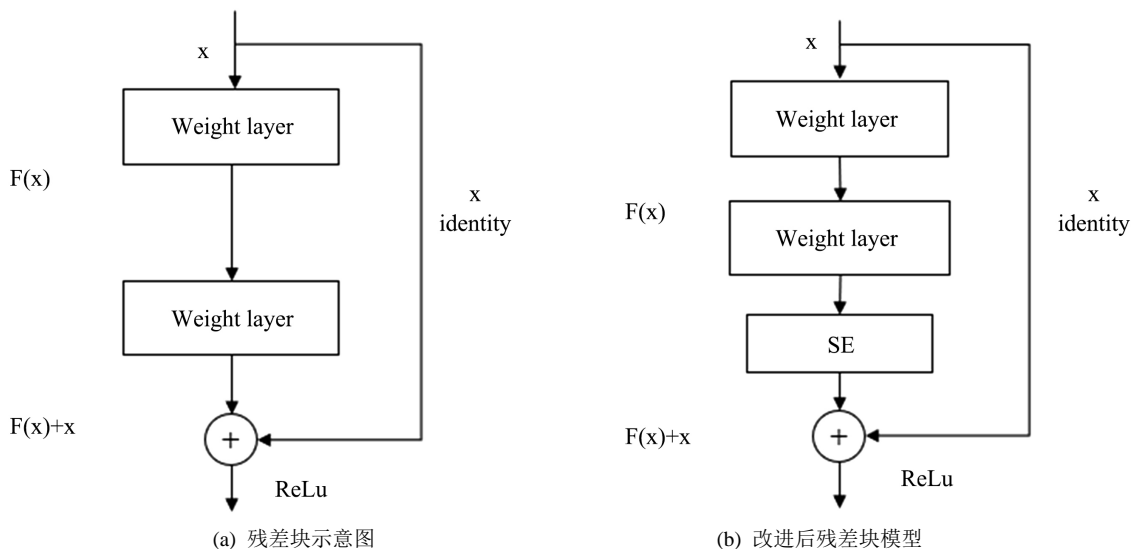 x
Weight layer
F(x)
x
identity
Weight layer
F(x)+x
+
ReLu
(a) 残差块示意图
x
Weight layer
F(x)
x
identity
Weight layer
SE
F(x)+x
+
ReLu
(b) 改进后残差块模型